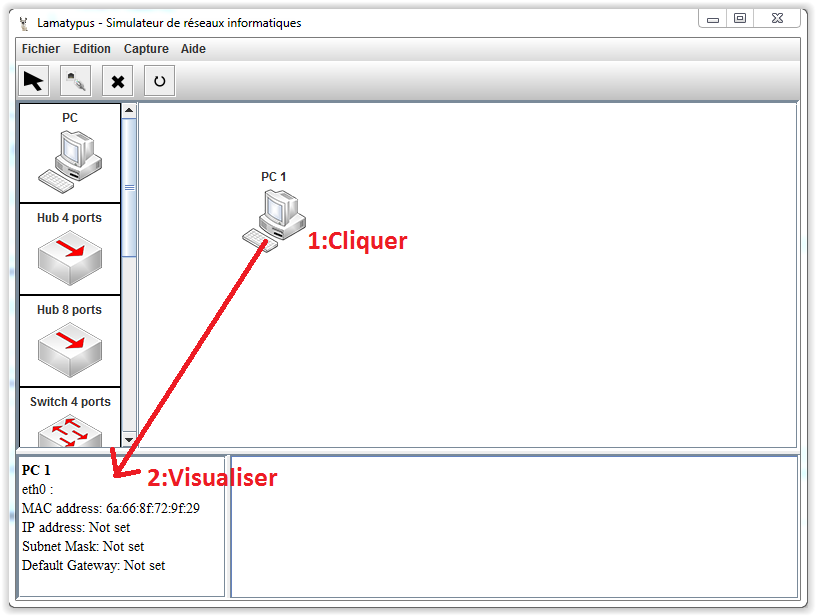 Lamatypus - Simulateur de réseaux informatiques
Fichier Edition Capture Aide
PC
Hub 4 ports
Hub 8 ports
Switch 4 ports
PC 1
1:Cliquer
2:Visualiser
PC 1
eth0 :
MAC address: 6a:66:8f:72:9f:29
IP address: Not set
Subnet Mask: Not set
Default Gateway: Not set